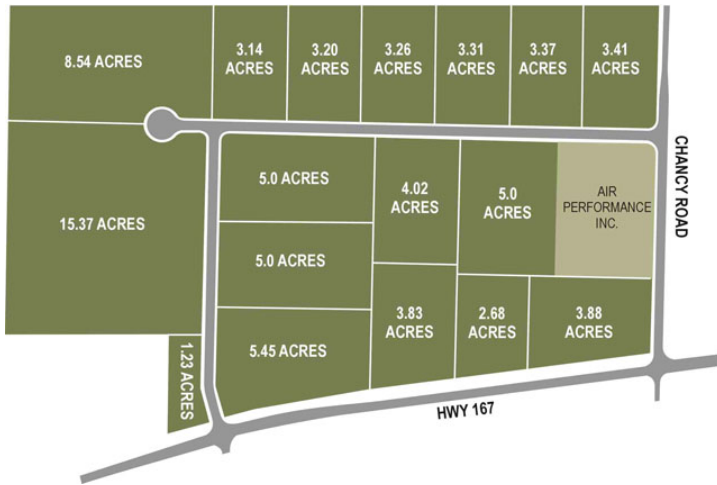 8.54 ACRES
3.14
ACRES
3.20
ACRES
3.26
ACRES
3.31
ACRES
3.37
ACRES
3.41
ACRES
15.37 ACRES
5.0 ACRES
4.02
ACRES
5.0
ACRES
AIR
PERFORMANCE
INC.
CHANCY ROAD
5.0 ACRES
5.45 ACRES
3.83
ACRES
2.68
ACRES
3.88
ACRES
1.23 ACRES
HWY 167